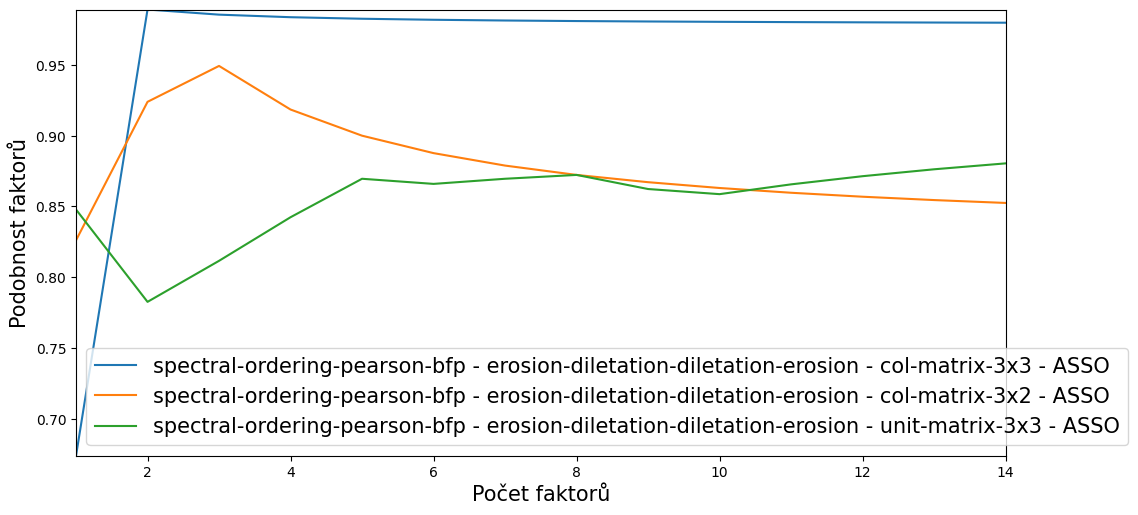 0.95
0.90
0.85
0.80
0.75
0.70
Podobnost faktorů
spectral-ordering-pearson-bfp - erosion-diletation-diletation-erosion - col-matrix-3x3 - ASSO
spectral-ordering-pearson-bfp - erosion-diletation-diletation-erosion - col-matrix-3x2 - ASSO
spectral-ordering-pearson-bfp - erosion-diletation-diletation-erosion - unit-matrix-3x3 - ASSO
2 4 6 8 10 12 14
Počet faktorů